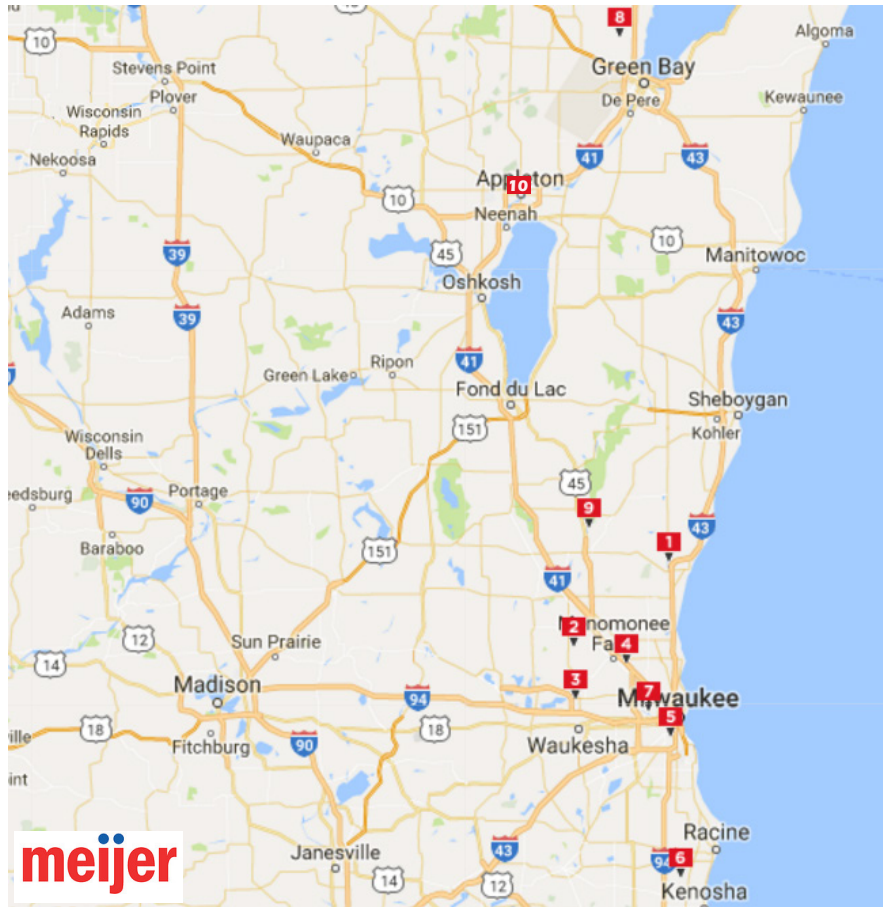 8
Algoma
10
Green Bay
Stevens Point
De Pere
Kewaunee
Plover
Wisconsin
Rapids
Waupaca
41
43
Nekoosa
Appleton
10
10
Neenah
10
39
45
Manitowoc
Oshkosh
Adams
39
43
41
Ripon
Green Lake
Fond du Lac
Sheboygan
151
Kohler
Wisconsin
Dells
45
eedsburg
90
Portage
9
43
1
Baraboo
151
41
2
Menomonee
Falls
12
Sun Prairie
4
14
3
Madison
94
7
Milwaukee
5
18
18
ville
Fitchburg
90
Waukesha
int
Racine
meijer
Janesville
43
94
6
14
12
Kenosha